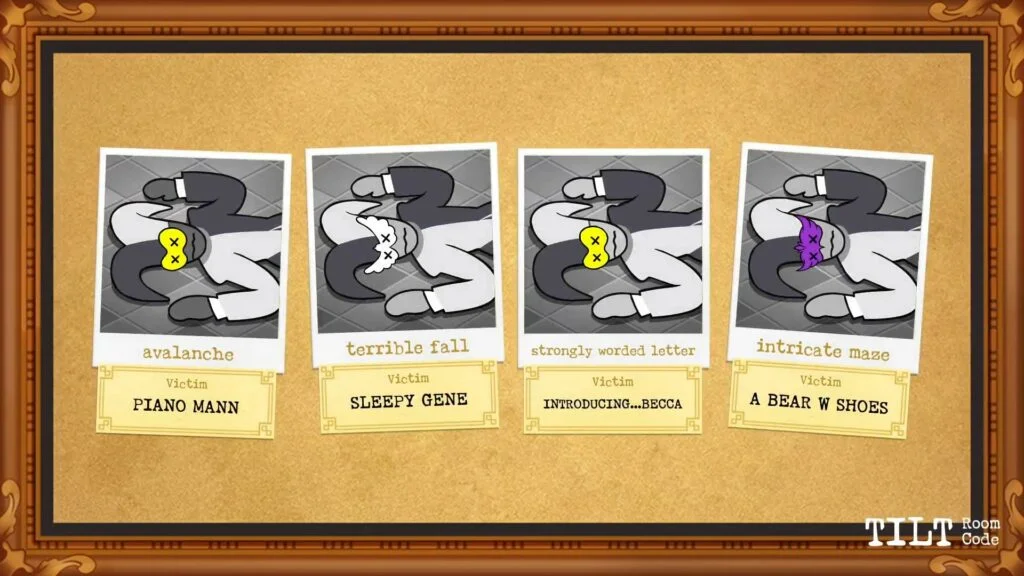 avalanche
Victim
PIANO MANN
terrible fall
Victim
SLEEPY GENE
strongly worded letter
Victim
INTRODUCING...BECCA
intricate maze
Victim
A BEAR W SHOES
TILT Room Code